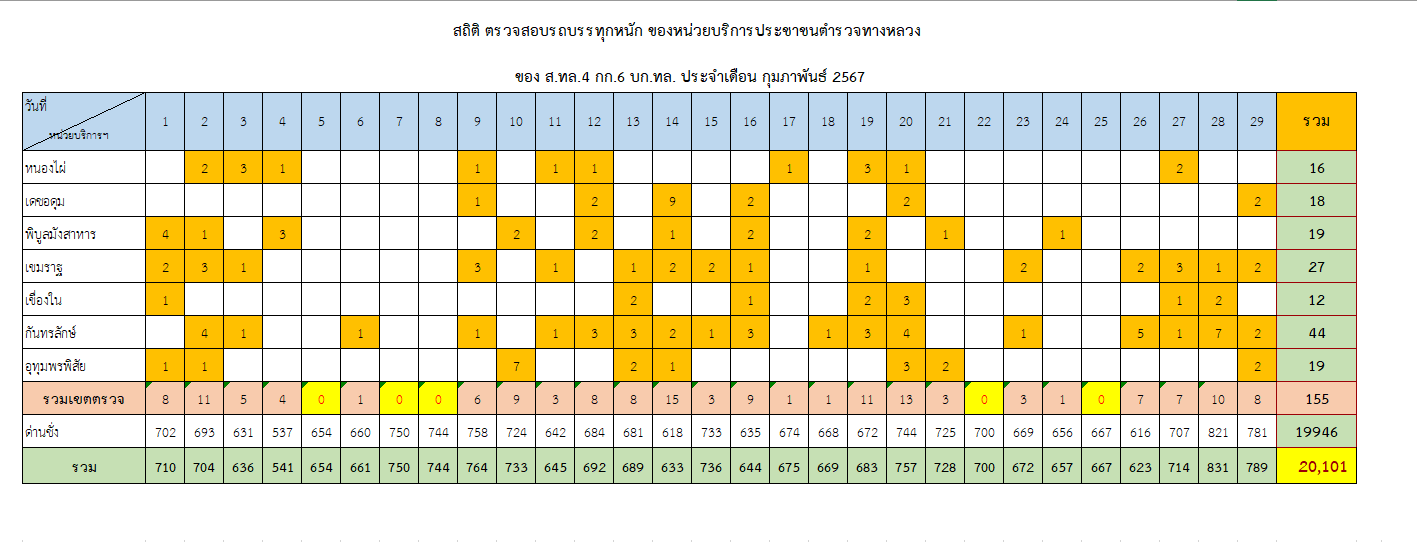 สถิติ ตรวจสอบรถบรรทุกหนัก ของหน่วยบริการประชาชนตำรวจทางหลวง
ของ ส.ทล.4 กก.6 บก.ทล. ประจำเดือน กุมภาพันธ์ 2567
วันที่ 1 2 3 4 5 6 7 8 9 10 11 12 13 14 15 16 17 18 19 20 21 22 23 24 25 26 27 28 29 รวม
หน่วยบริการฯ
หนองไผ่ 2 3 1 1 1 1 1 3 1 2 16
เดชอดุม 1 2 9 2 2 2 18
พิบูลมังสาหาร 4 1 3 2 2 1 2 2 1 1 19
เขมราฐ 2 3 1 3 1 1 2 2 1 1 2 2 3 1 2 27
เขื่องใน 1 2 1 2 3 1 2 12
กันทรลักษ์ 4 1 1 1 1 3 3 2 1 3 1 3 4 1 5 1 7 2 44
อุทุมพรพิสัย 1 1 7 2 1 3 2 2 19
รวมเขตตรวจ 8 11 5 4 0 1 0 0 6 9 3 8 8 15 3 9 1 1 11 13 3 0 3 1 0 7 7 10 8 155
ด่านชั่ง 702 693 631 537 654 660 750 744 758 724 642 684 681 618 733 635 674 668 672 744 725 700 669 656 667 616 707 821 781 19946
รวม 710 704 636 541 654 661 750 744 764 733 645 692 689 633 736 644 675 669 683 757 728 700 672 657 667 623 714 831 789 20,101